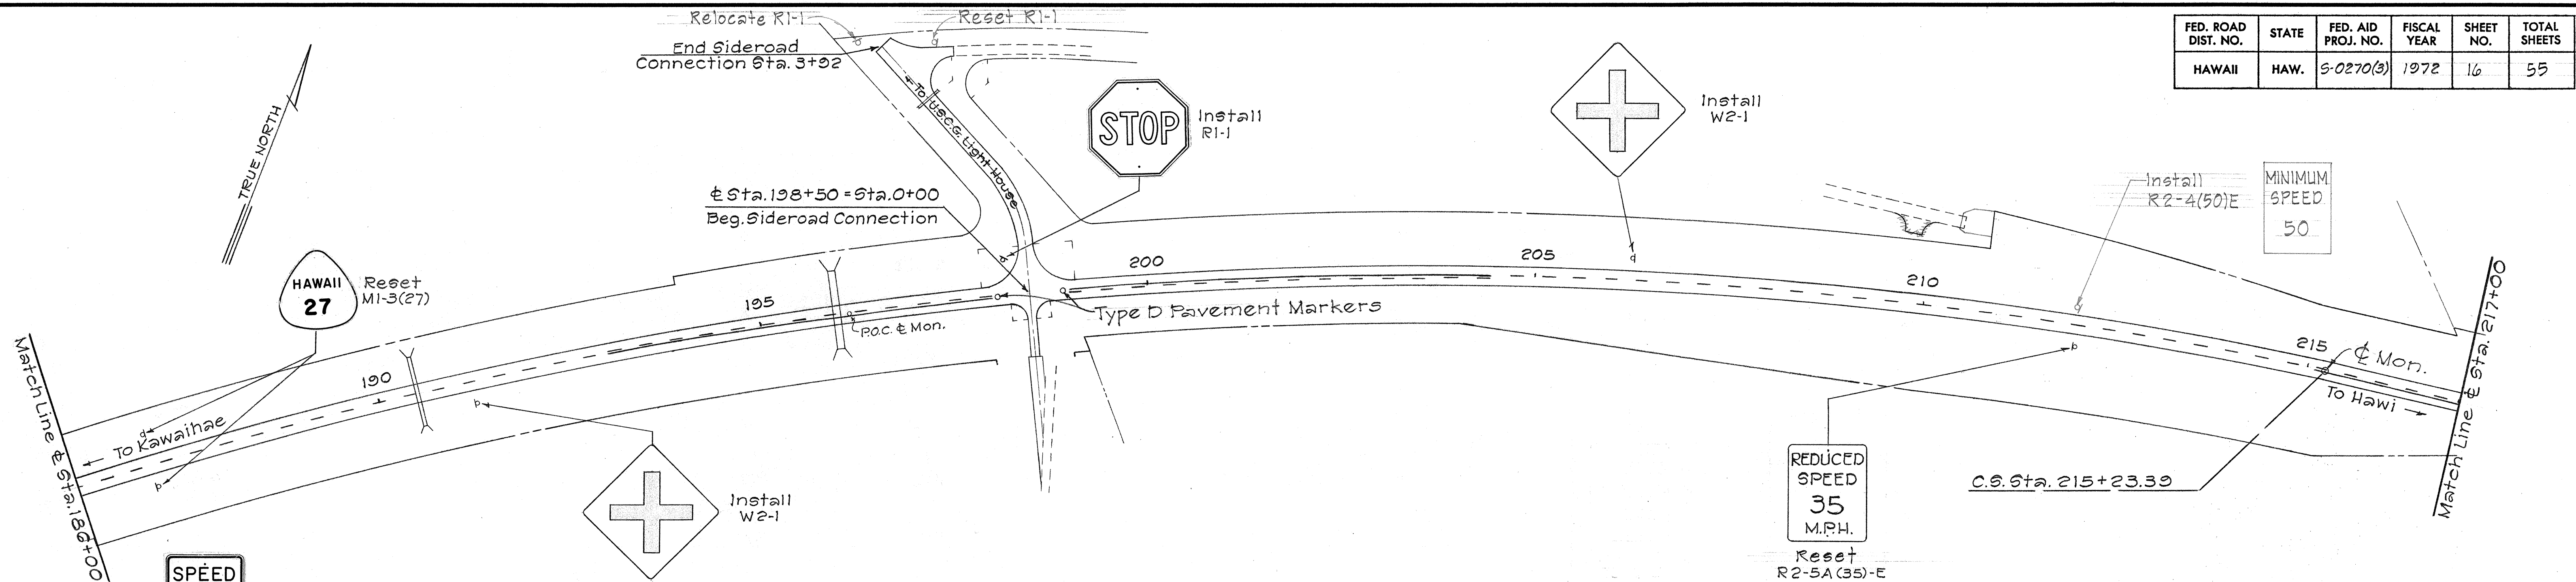 Relocate R1-1
Reset R1-1
End Sideroad
Connection Sta. 3+92
FED. ROAD DIST. NO.
STATE
FED. AID PROJ. NO.
FISCAL YEAR
SHEET NO.
TOTAL SHEETS
HAWAII
HAW.
S-0270(3)
1972
16
55
TRUE NORTH
To U.S.C.G. Light House
STOP
Install
R1-1
Install
W2-1
Install
R2-4(50)E
MINIMUM
SPEED
50
℄ Sta. 198+50 = Sta. 0+00
Beg. Sideroad Connection
HAWAII
27
Reset
M1-3(27)
190
195
200
205
210
215
P.O.C. ℄ Mon.
Type D Pavement Markers
℄ Mon.
To Hawi
To Kawaihae
Match Line ℄ Sta. 186+00
Match Line ℄ Sta. 217+00
Install
W2-1
REDUCED
SPEED
35
M.P.H.
Reset
R2-5A(35)-E
C.S. Sta. 215+23.39
SPEED